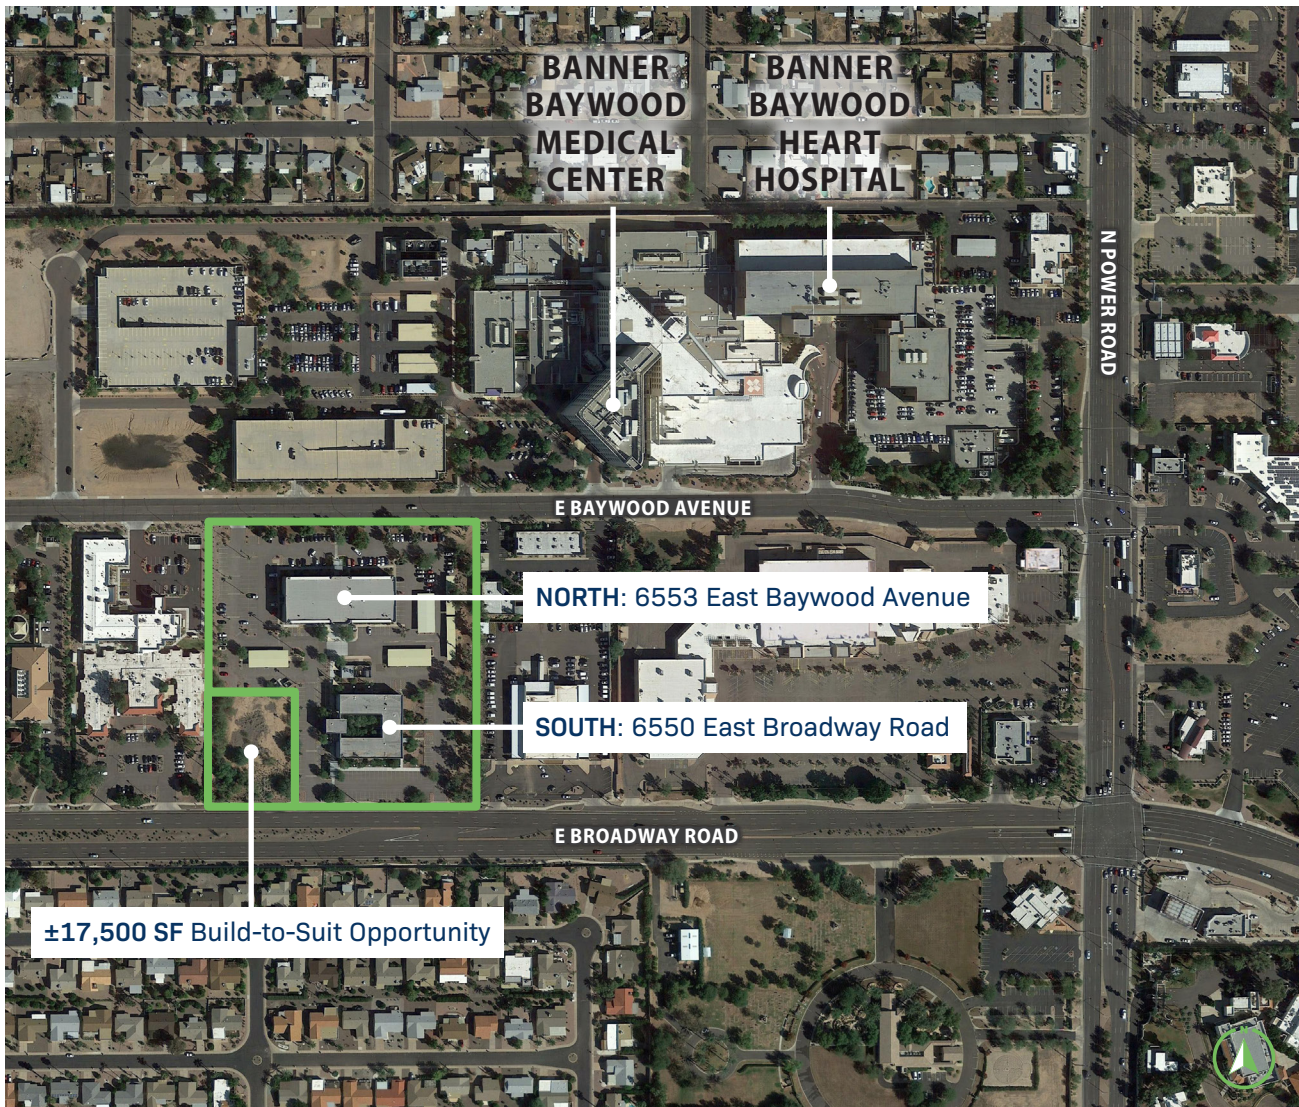 BANNER
BAYWOOD
MEDICAL
CENTER
BANNER
BAYWOOD
HEART
HOSPITAL
N POWER ROAD
E BAYWOOD AVENUE
NORTH: 6553 East Baywood Avenue
SOUTH: 6550 East Broadway Road
E BROADWAY ROAD
±17,500 SF Build-to-Suit Opportunity